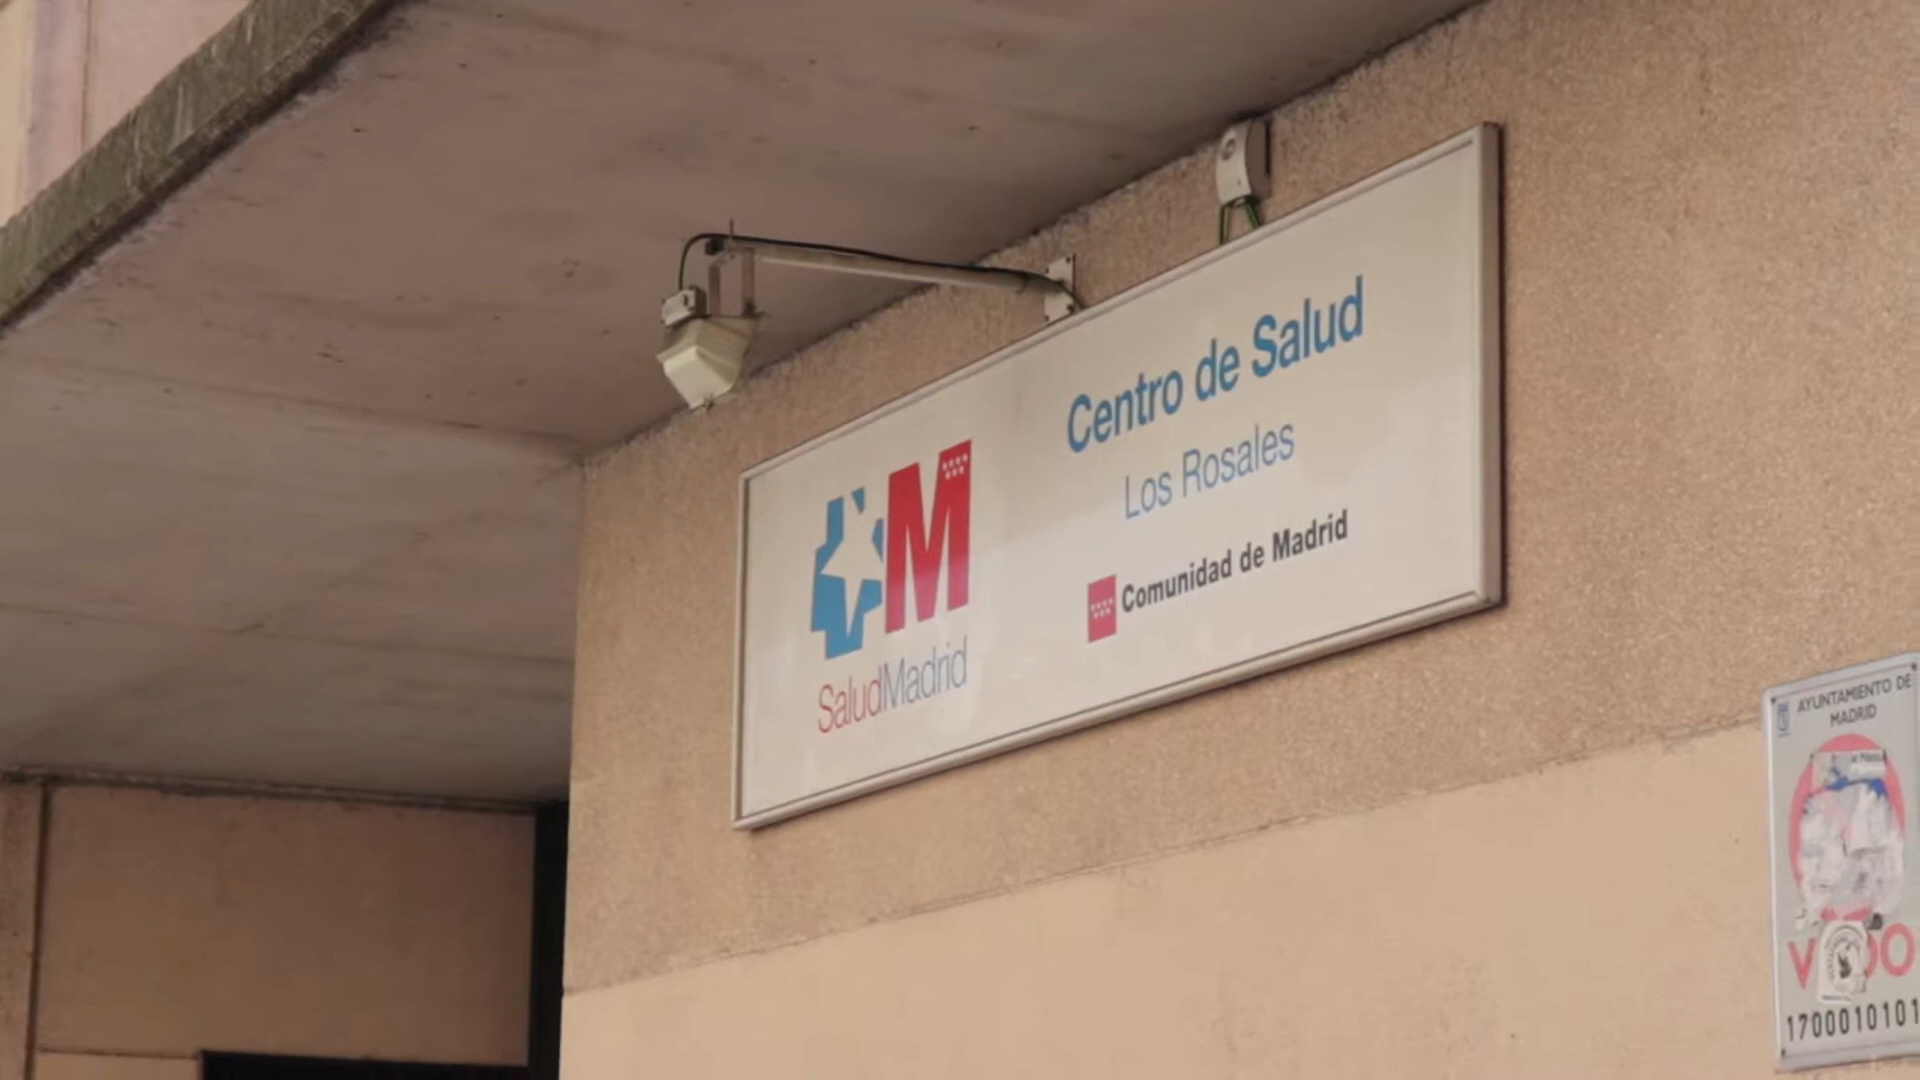 Centro de Salud
Los Rosales
Comunidad de Madrid
M
SaludMadrid
AYUNTAMIENTO DE
MADRID
1700010101